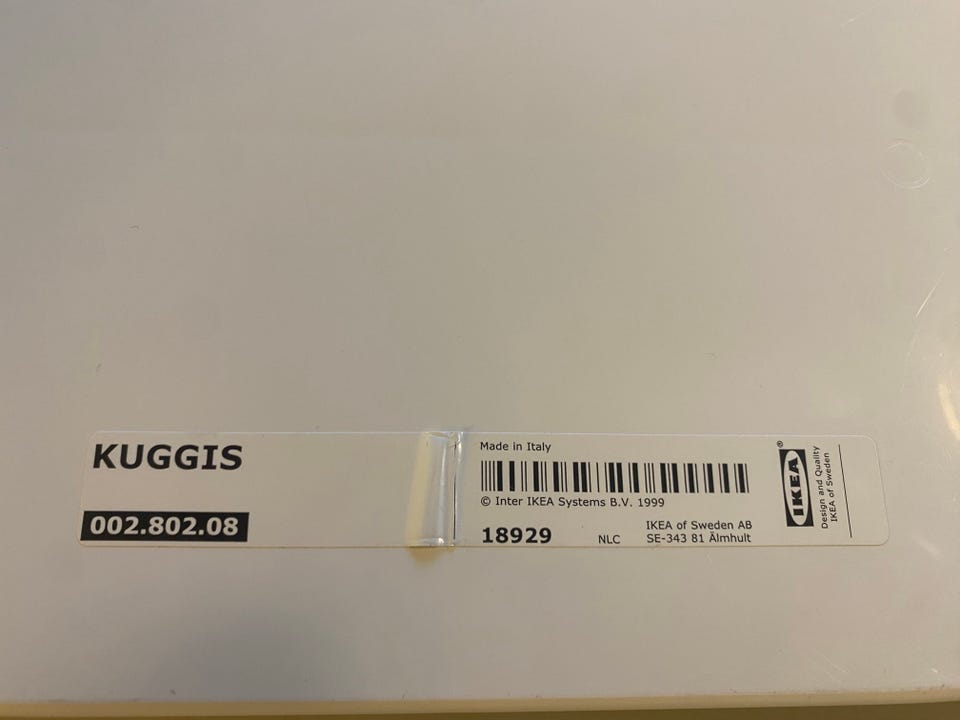 KUGGIS
002.802.08
Made in Italy
© Inter IKEA Systems B.V. 1999
18929
NLC
IKEA of Sweden AB
SE-343 81 Älmhult
IKEA®
Design and Quality
IKEA of Sweden